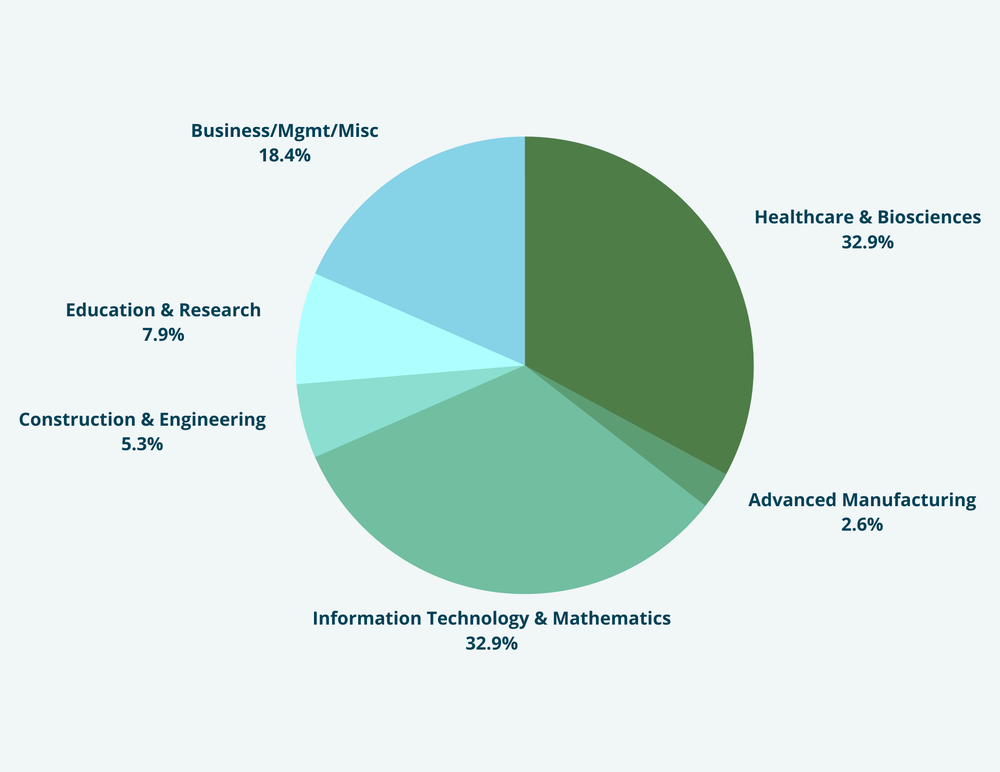 Business/Mgmt/Misc
18.4%
Healthcare & Biosciences
32.9%
Education & Research
7.9%
Construction & Engineering
5.3%
Advanced Manufacturing
2.6%
Information Technology & Mathematics
32.9%